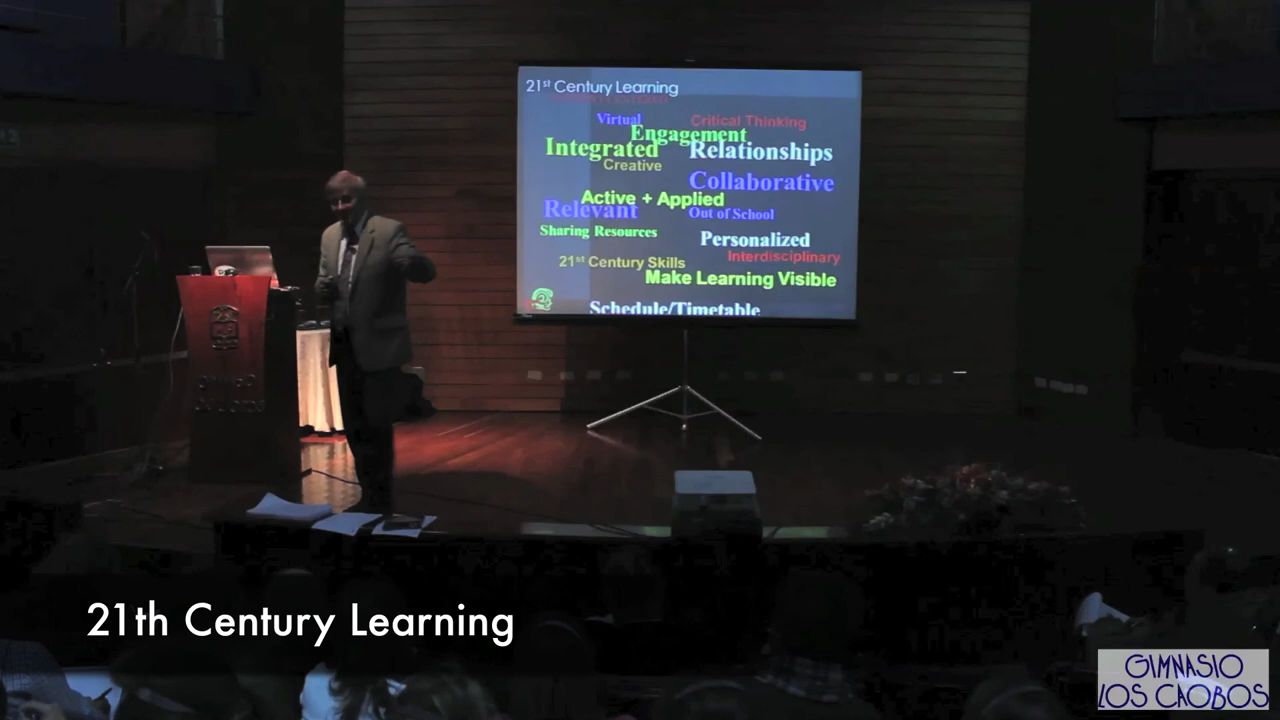 21st Century Learning
Virtual
Critical Thinking
Engagement
Integrated
Relationships
Creative
Collaborative
Active + Applied
Relevant
Out of School
Sharing Resources
Personalized
Interdisciplinary
21st Century Skills
Make Learning Visible
Schedule/Timetable
21th Century Learning
GIMNASIO
LOS CAOBOS